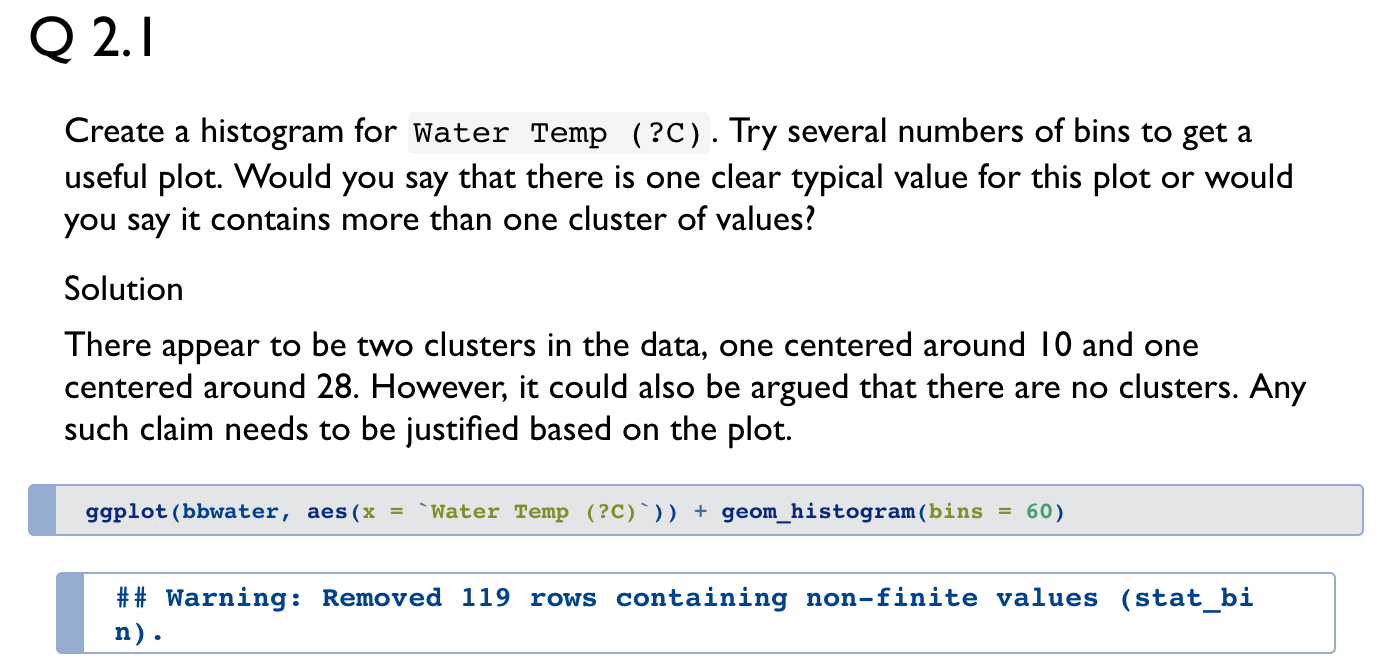 Q 2.1
Create a histogram for Water Temp (?C). Try several numbers of bins to get a
useful plot. Would you say that there is one clear typical value for this plot or would
you say it contains more than one cluster of values?
Solution
There appear to be two clusters in the data, one centered around 10 and one
centered around 28. However, it could also be argued that there are no clusters. Any
such claim needs to be justified based on the plot.
ggplot(bbwater, aes(x = `Water Temp (?C)`)) + geom_histogram(bins = 60)
## Warning: Removed 119 rows containing non-finite values (stat_bi
n).